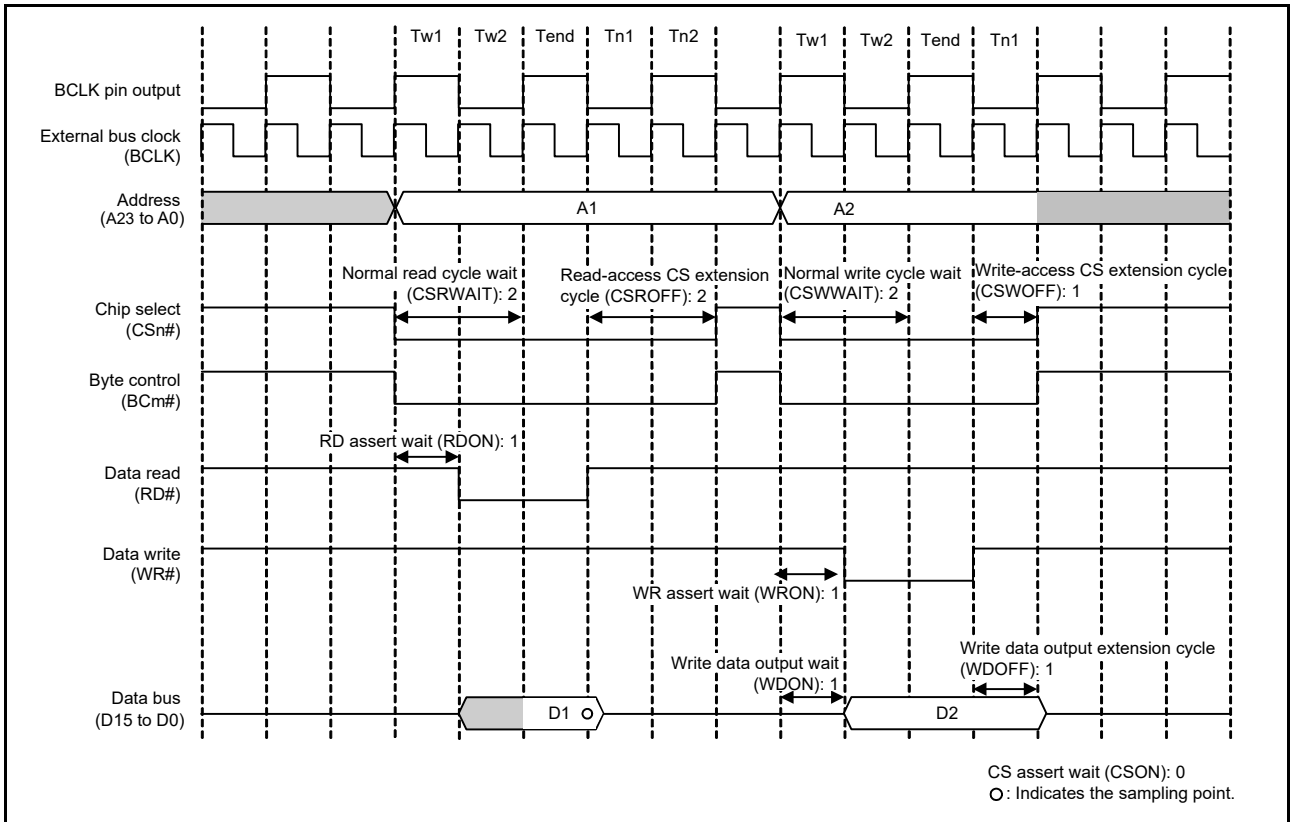 Tw1 Tw2 Tend Tn1 Tn2 Tw1 Tw2 Tend Tn1
BCLK pin output
External bus clock
(BCLK)
Address
(A23 to A0)
A1 A2
Normal read cycle wait
(CSRWAIT): 2
Read-access CS extension
cycle (CSROFF): 2
Normal write cycle wait
(CSWWAIT): 2
Write-access CS extension cycle
(CSWOFF): 1
Chip select
(CSn#)
Byte control
(BCm#)
RD assert wait (RDON): 1
Data read
(RD#)
Data write
(WR#)
WR assert wait (WRON): 1
Write data output wait
(WDON): 1
Write data output extension cycle
(WDOFF): 1
Data bus
(D15 to D0)
D1 D2
CS assert wait (CSON): 0
: Indicates the sampling point.